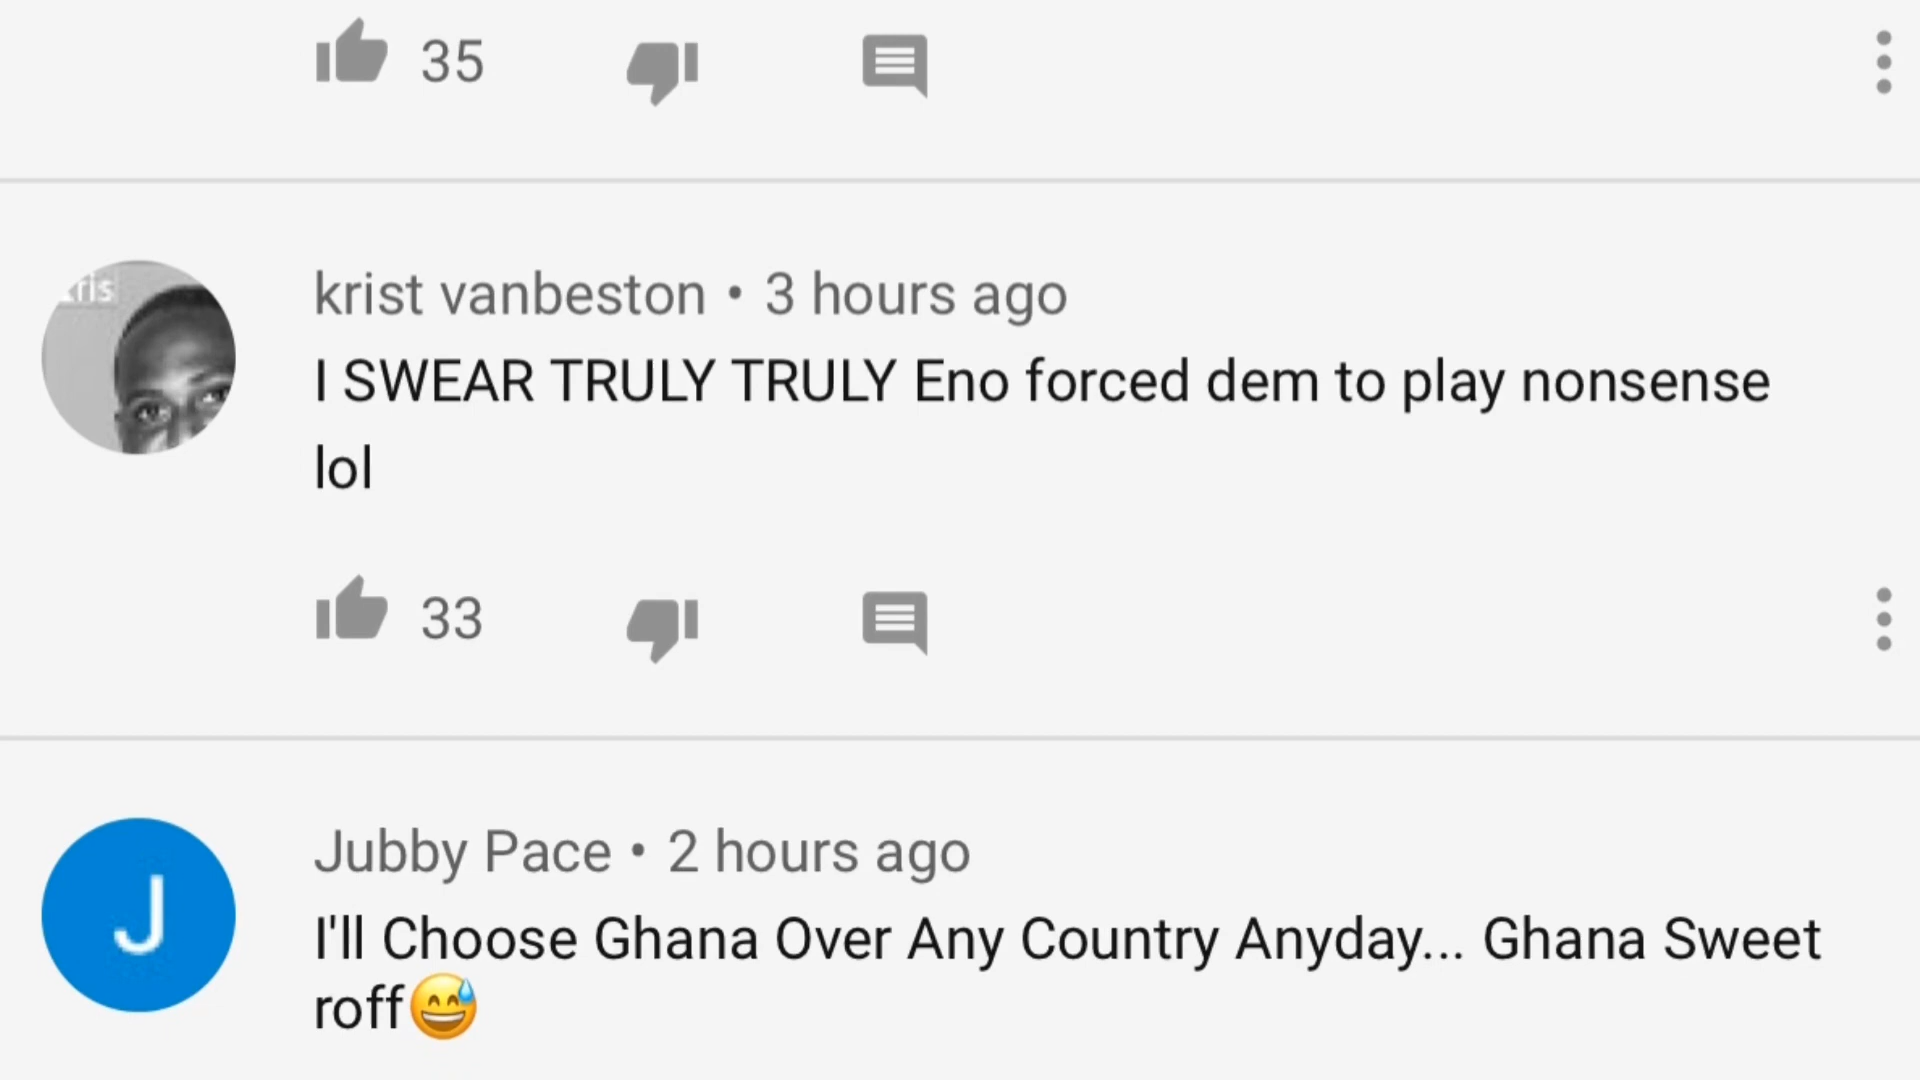 35
ris
krist vanbeston • 3 hours ago
I SWEAR TRULY TRULY Eno forced dem to play nonsense
lol
33
J
Jubby Pace • 2 hours ago
I'll Choose Ghana Over Any Country Anyday... Ghana Sweet
roff😅